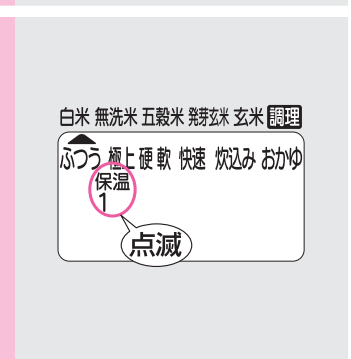 白米 無洗米 五穀米 発芽玄米 玄米 調理
ふつう 極上 硬 軟 快速 炊込み おかゆ
保温
1
点滅